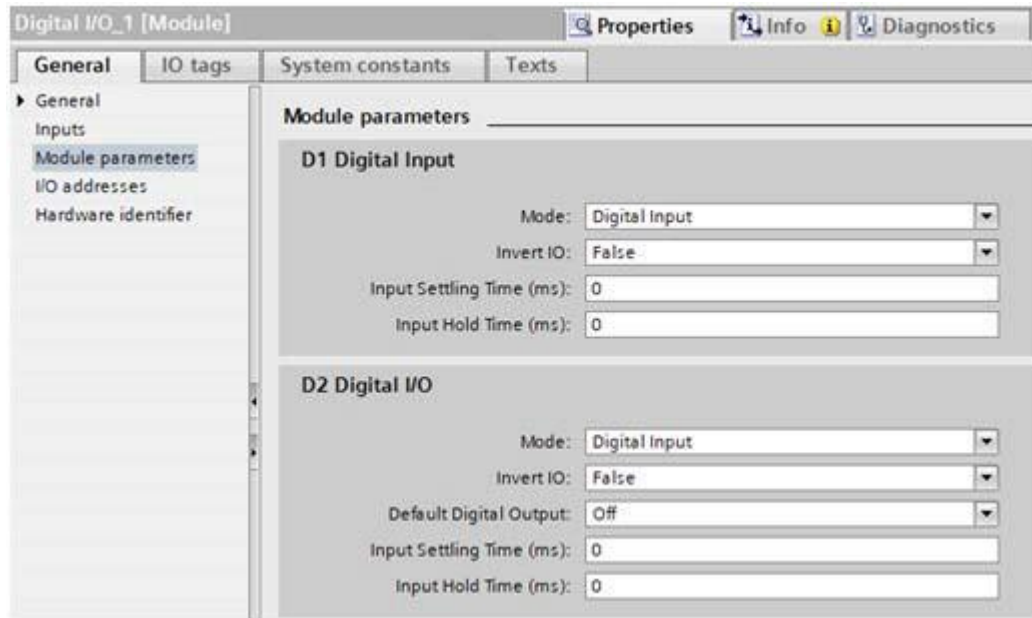 Digital I/O_1 [Module]
Properties
Info
Diagnostics
General
IO tags
System constants
Texts
General
Inputs
Module parameters
I/O addresses
Hardware identifier
Module parameters
D1 Digital Input
Mode: Digital Input
Invert IO: False
Input Settling Time (ms): 0
Input Hold Time (ms): 0
D2 Digital I/O
Mode: Digital Input
Invert IO: False
Default Digital Output: Off
Input Settling Time (ms): 0
Input Hold Time (ms): 0